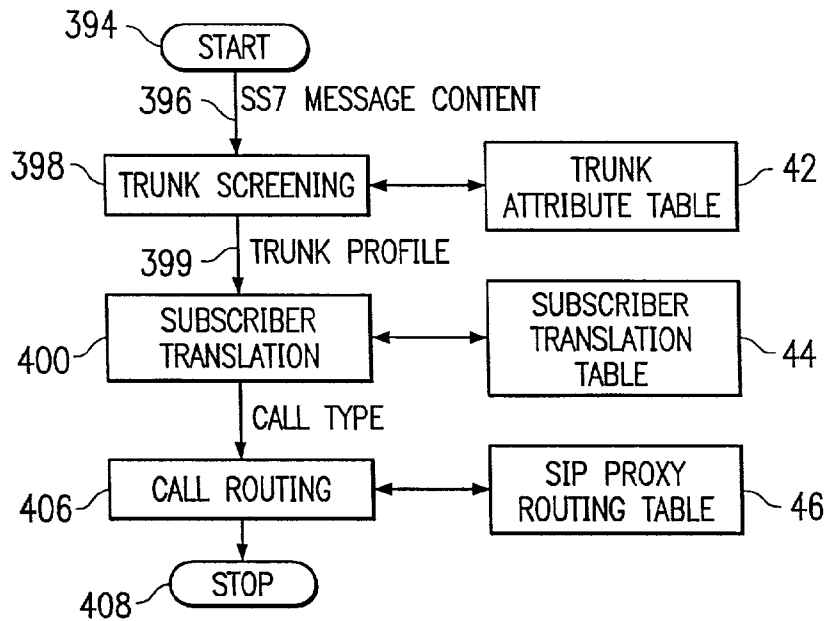 394
START
396
SS7 MESSAGE CONTENT
398
TRUNK SCREENING
TRUNK
ATTRIBUTE TABLE
42
399
TRUNK PROFILE
400
SUBSCRIBER
TRANSLATION
SUBSCRIBER
TRANSLATION
TABLE
44
CALL TYPE
406
CALL ROUTING
SIP PROXY
ROUTING TABLE
46
408
STOP